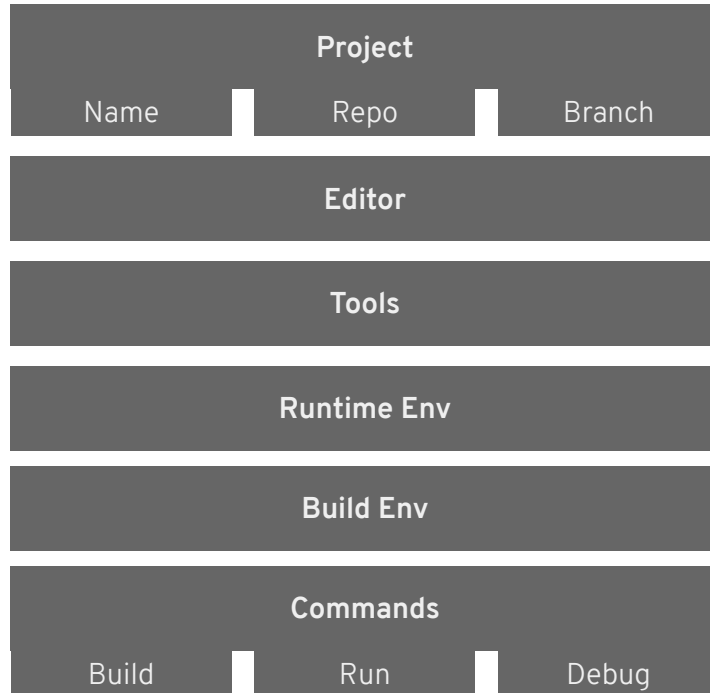 Project
Name Repo Branch
Editor
Tools
Runtime Env
Build Env
Commands
Build Run Debug